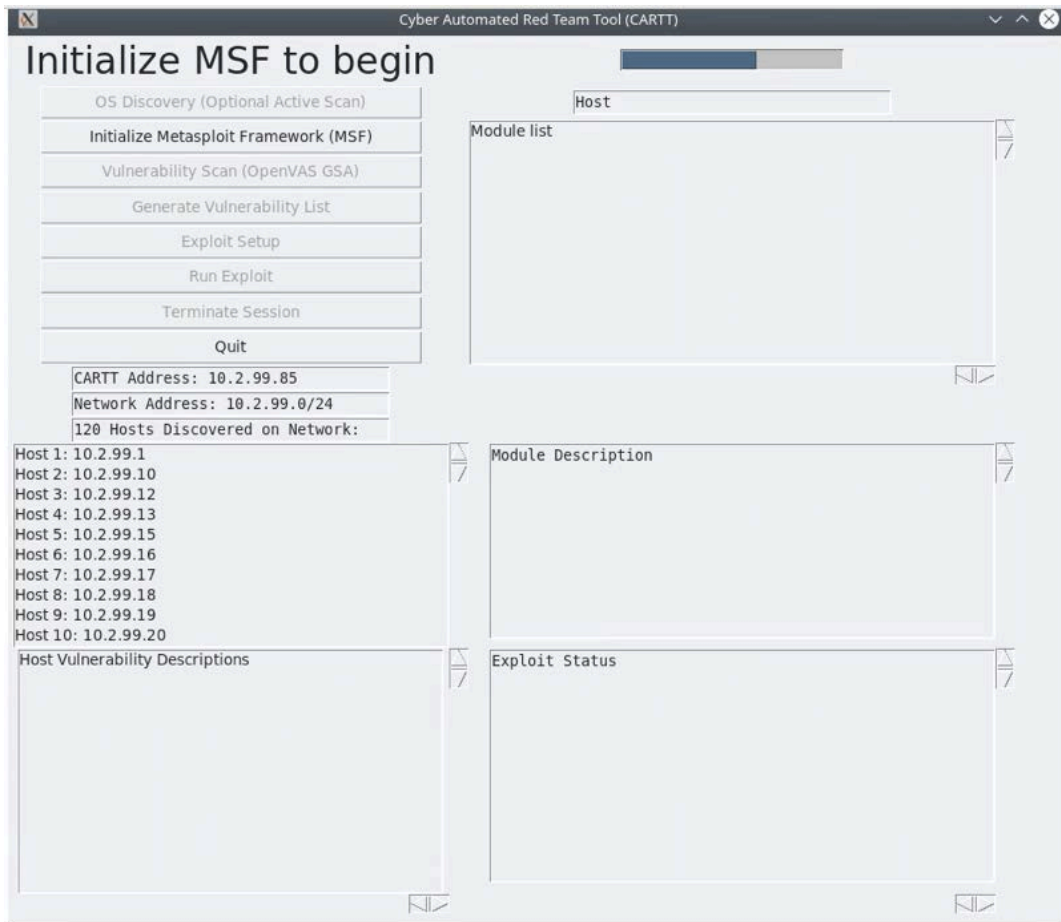 Cyber Automated Red Team Tool (CARTT)
Initialize MSF to begin
OS Discovery (Optional Active Scan)
Initialize Metasploit Framework (MSF)
Vulnerability Scan (OpenVAS GSA)
Generate Vulnerability List
Exploit Setup
Run Exploit
Terminate Session
Quit
CARTT Address: 10.2.99.85
Network Address: 10.2.99.0/24
120 Hosts Discovered on Network:
Host 1: 10.2.99.1
Host 2: 10.2.99.10
Host 3: 10.2.99.12
Host 4: 10.2.99.13
Host 5: 10.2.99.15
Host 6: 10.2.99.16
Host 7: 10.2.99.17
Host 8: 10.2.99.18
Host 9: 10.2.99.19
Host 10: 10.2.99.20
Host Vulnerability Descriptions
Host
Module list
Module Description
Exploit Status